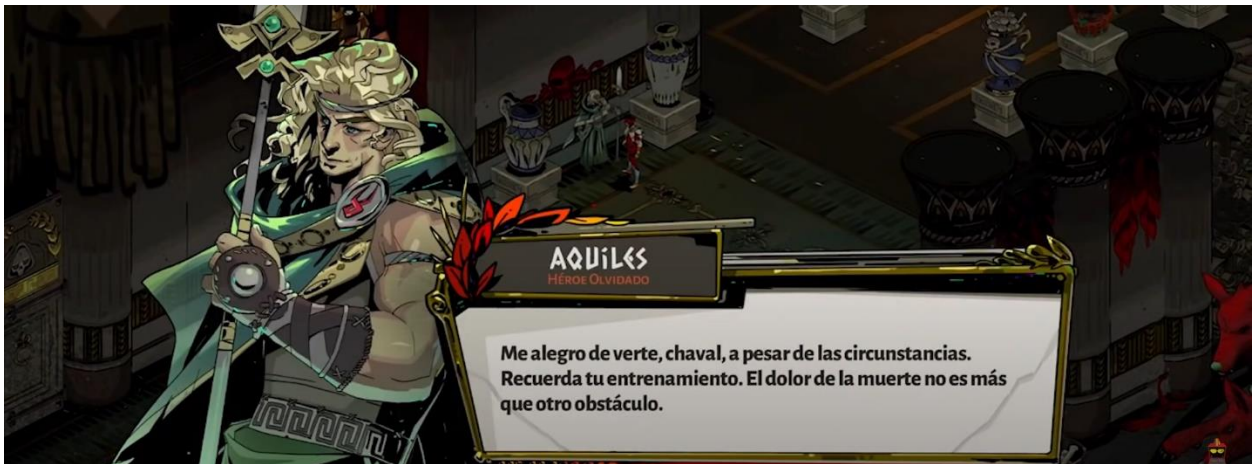 AQUILES
HÉROE OLVIDADO
Me alegro de verte, chaval, a pesar de las circunstancias.
Recuerda tu entrenamiento. El dolor de la muerte no es más
que otro obstáculo.